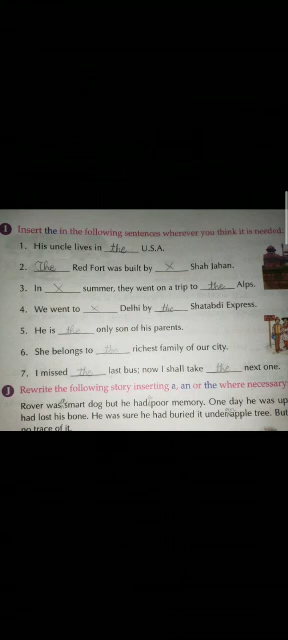 I Insert the in the following sentences wherever you think it is needed.
1. His uncle lives in the U.S.A.
2. The Red Fort was built by X Shah Jahan.
3. In X summer, they went on a trip to the Alps.
4. We went to X Delhi by the Shatabdi Express.
5. He is the only son of his parents.
6. She belongs to the richest family of our city.
7. I missed the last bus; now I shall take the next one.
J Rewrite the following story inserting a, an or the where necessary
Rover was a smart dog but he had a poor memory. One day he was up
had lost his bone. He was sure he had buried it under apple tree. But
no trace of it.